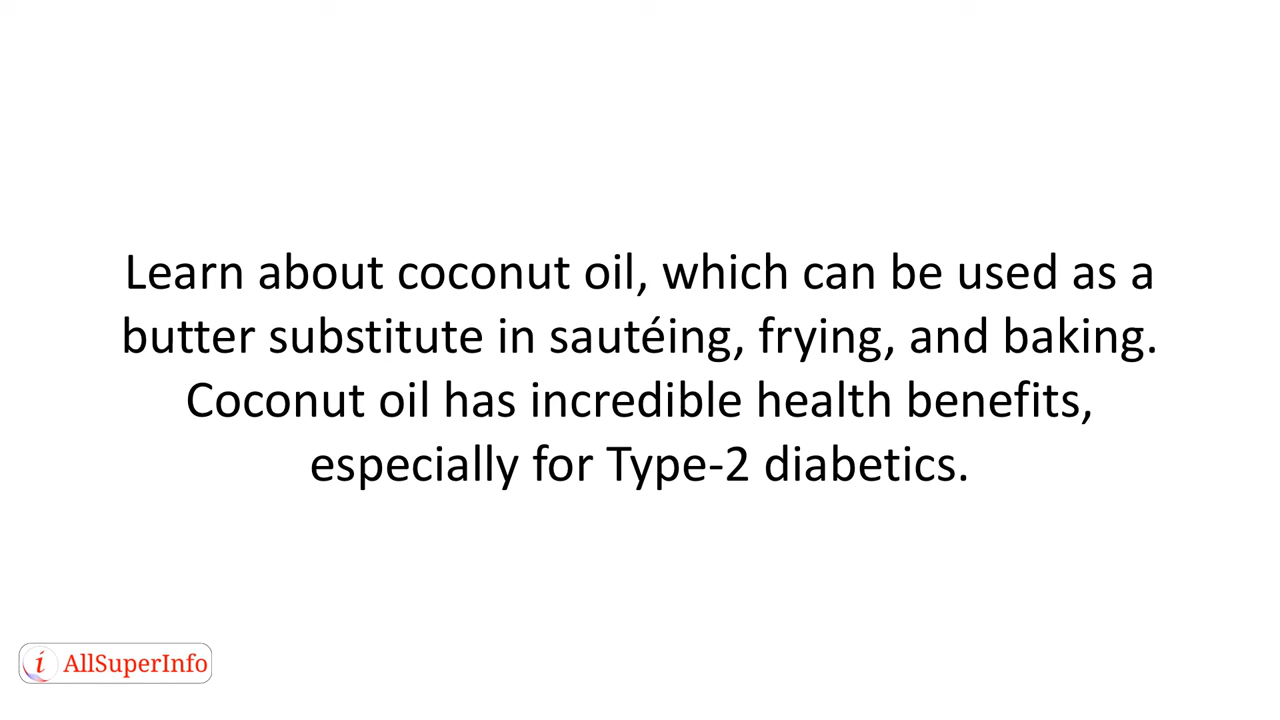 Learn about coconut oil, which can be used as a
butter substitute in sautéing, frying, and baking.
Coconut oil has incredible health benefits,
especially for Type-2 diabetics.
i AllSuperInfo